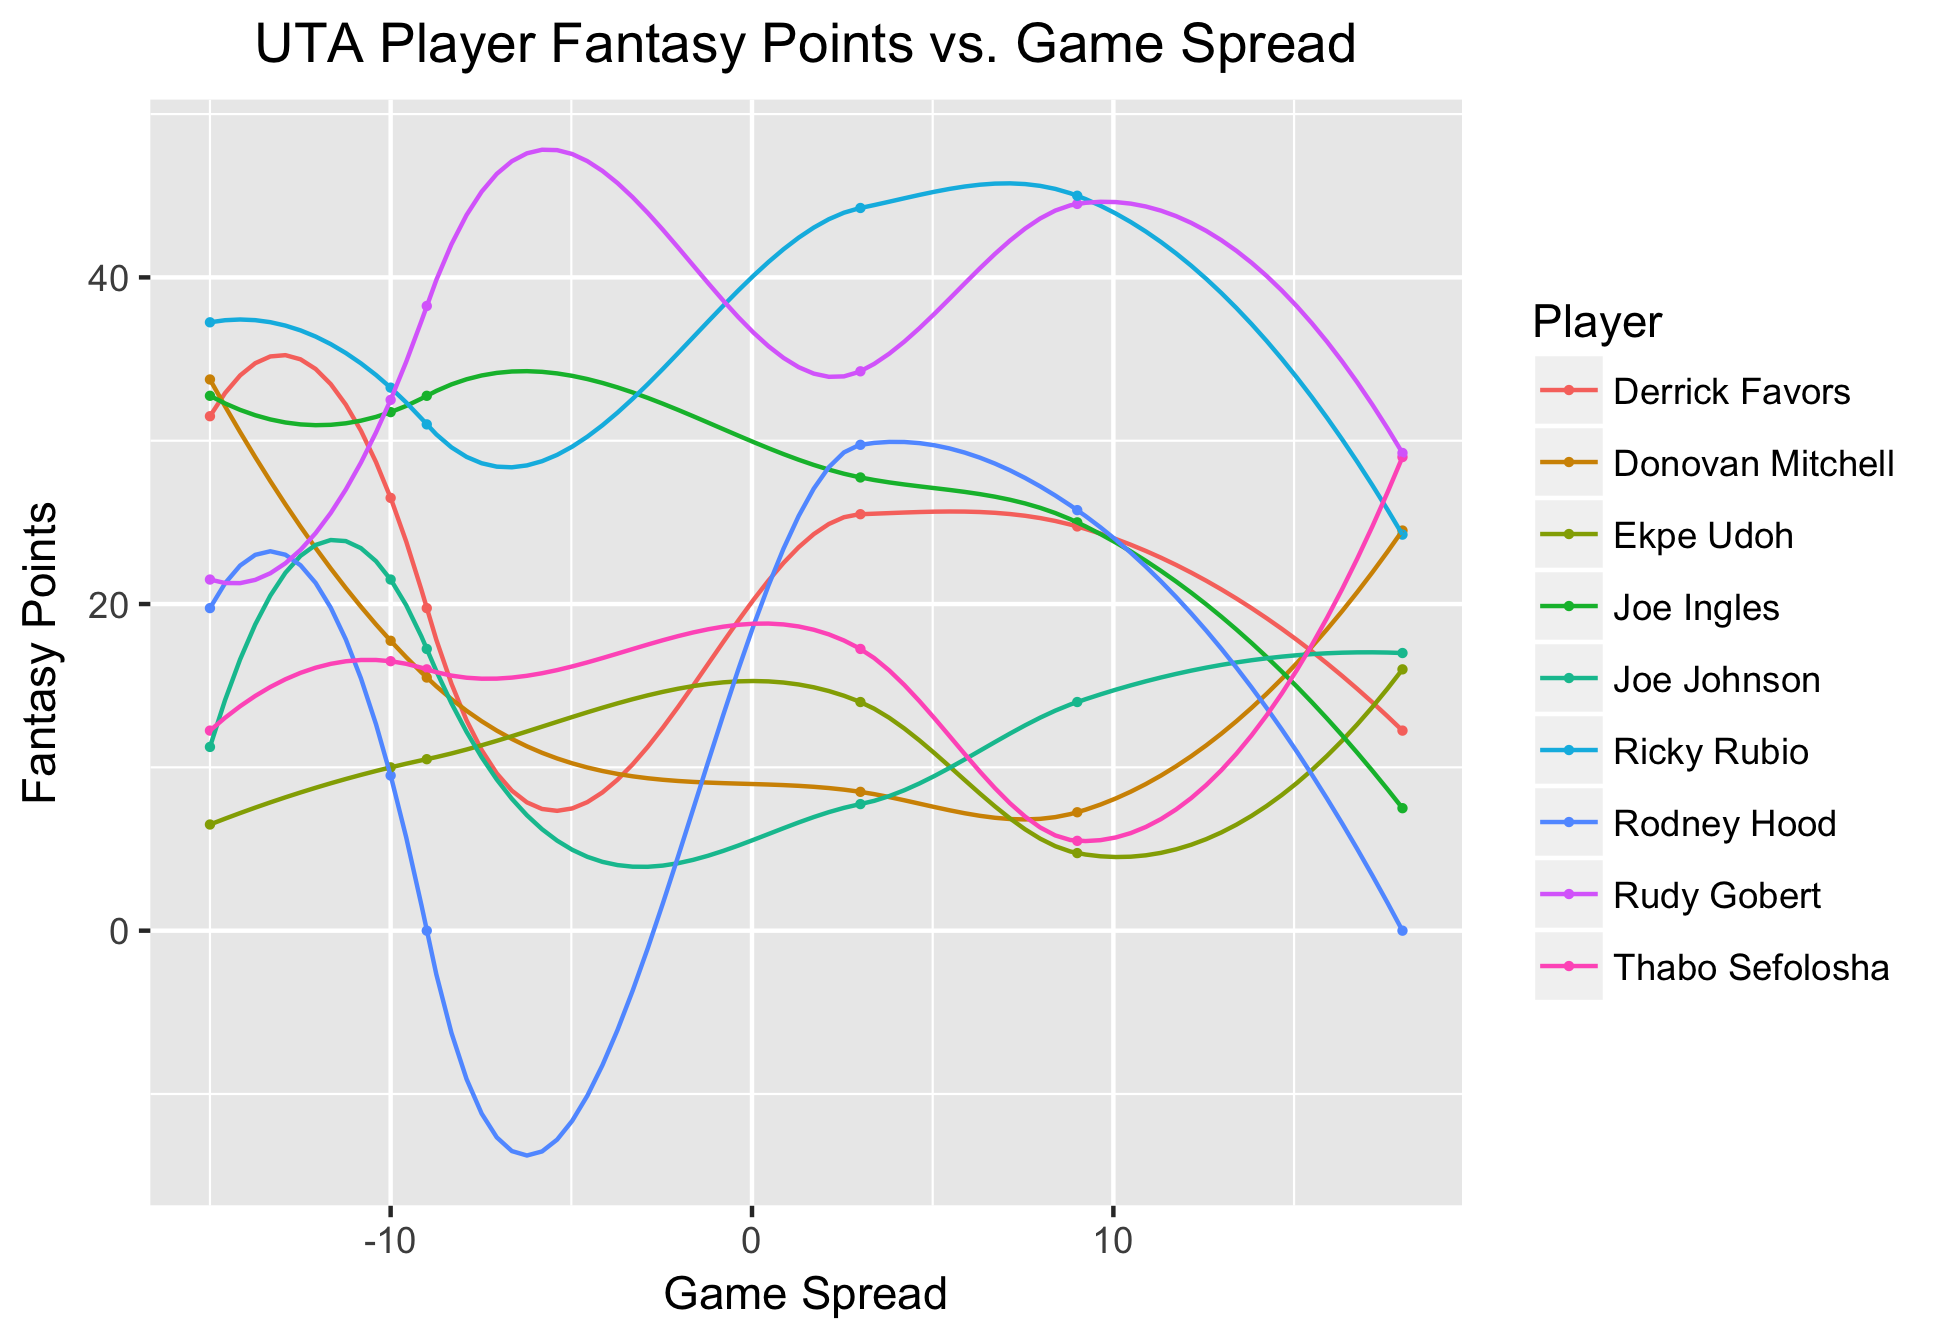 UTA Player Fantasy Points vs. Game Spread
Fantasy Points
40
20
0
-10
0
10
Game Spread
Player
Derrick Favors
Donovan Mitchell
Ekpe Udoh
Joe Ingles
Joe Johnson
Ricky Rubio
Rodney Hood
Rudy Gobert
Thabo Sefolosha